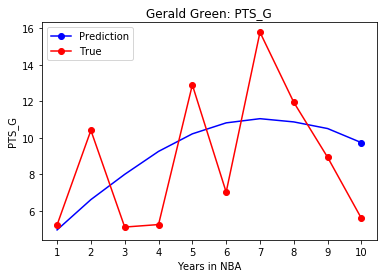 Gerald Green: PTS_G
Prediction
True
16
14
12
10
8
6
PTS_G
1 2 3 4 5 6 7 8 9 10
Years in NBA